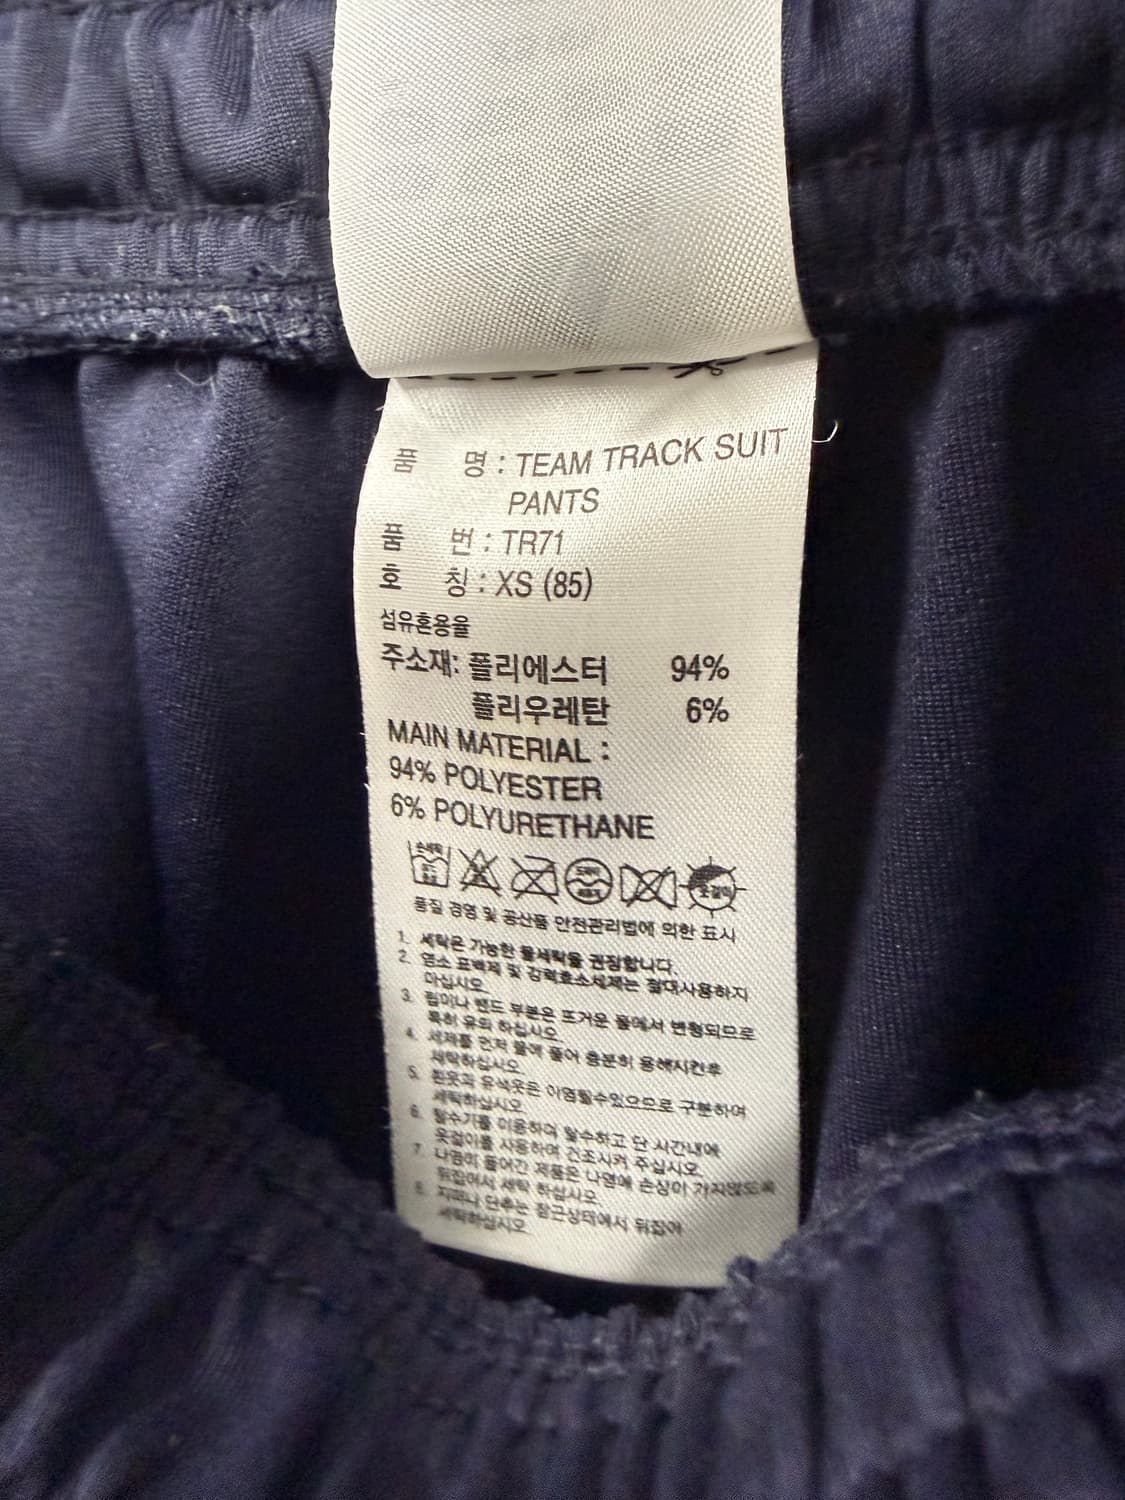 품 명 : TEAM TRACK SUIT
PANTS
품 번 : TR71
호 칭 : XS (85)
섬유혼용율
주소재: 폴리에스터 94%
폴리우레탄 6%
MAIN MATERIAL :
94% POLYESTER
6% POLYURETHANE
손세탁
옷걸이
품질 경영 및 공산품 안전관리법에 의한 표시
1. 세탁은 가능한 물세탁을 권장합니다.
2. 염소 표백제 및 강력효소세제는 절대사용하지
마십시오.
3. 림이나 밴드 부분은 뜨거운 물에서 변형되므로
특히 유의 하십시오.
4. 세제를 먼저 물에 풀어 충분히 용해시킨후
세탁하십시오.
5. 흰옷과 유색옷은 이염될수있으므로 구분하여
세탁하십시오.
6. 탈수기를 이용하여 탈수하고 단 시간내에
옷걸이를 사용하여 건조시켜 주십시오.
7. 나염이 들어간 제품은 나염에 손상이 가지않도록
뒤집어서 세탁 하십시오.
8. 지퍼나 단추는 잠근상태에서 뒤집어
세탁하십시오.